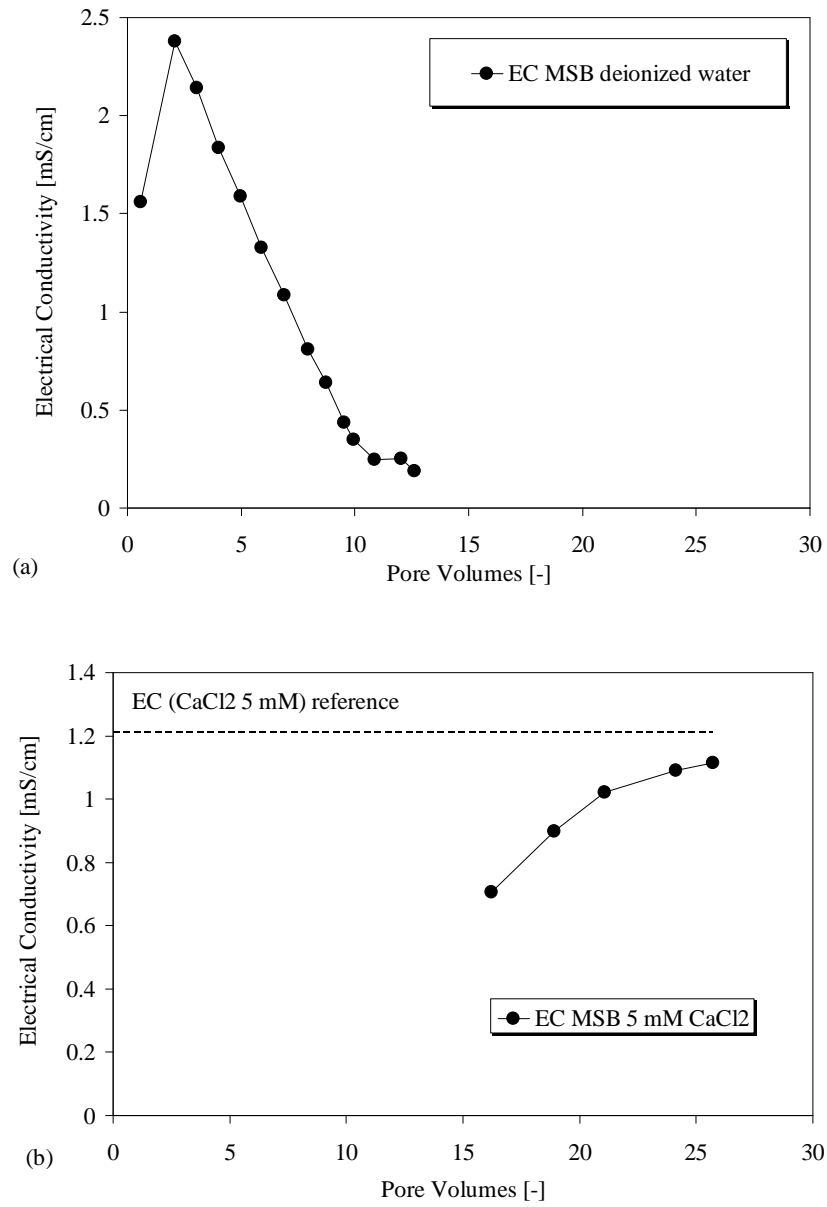 2.5
2
1.5
1
0.5
0
Electrical Conductivity [mS/cm]
EC MSB deionized water
0 5 10 15 20 25 30
Pore Volumes [-]
(a)
1.4
1.2
1
0.8
0.6
0.4
0.2
0
Electrical Conductivity [mS/cm]
EC (CaCl2 5 mM) reference
EC MSB 5 mM CaCl2
0 5 10 15 20 25 30
Pore Volumes [-]
(b)